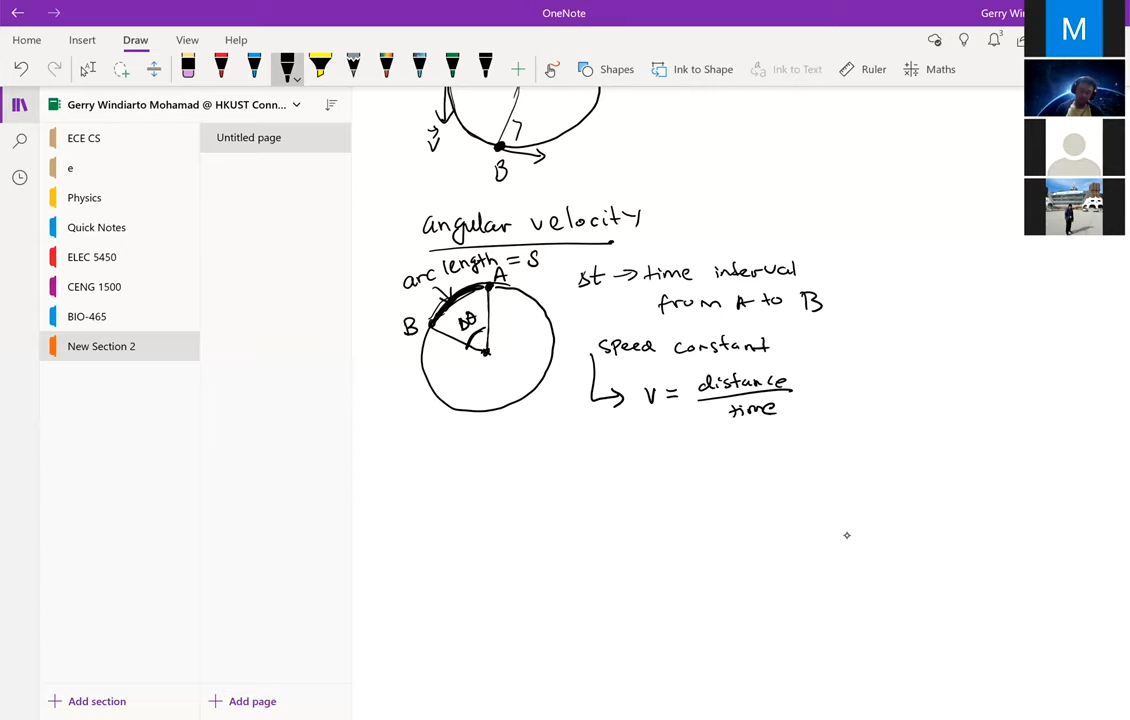 OneNote
Gerry Win
M
Home Insert Draw View Help
3
Shapes Ink to Shape Ink to Text Ruler Maths
Gerry Windiarto Mohamad @ HKUST Conn...
ECE CS
e
Physics
Quick Notes
ELEC 5450
CENG 1500
BIO-465
New Section 2
Add section
Untitled page
Add page
v
B
angular velocity
arc length = S
A
B
Δθ
Δt → time interval
from A to B
speed constant
v = distance
time